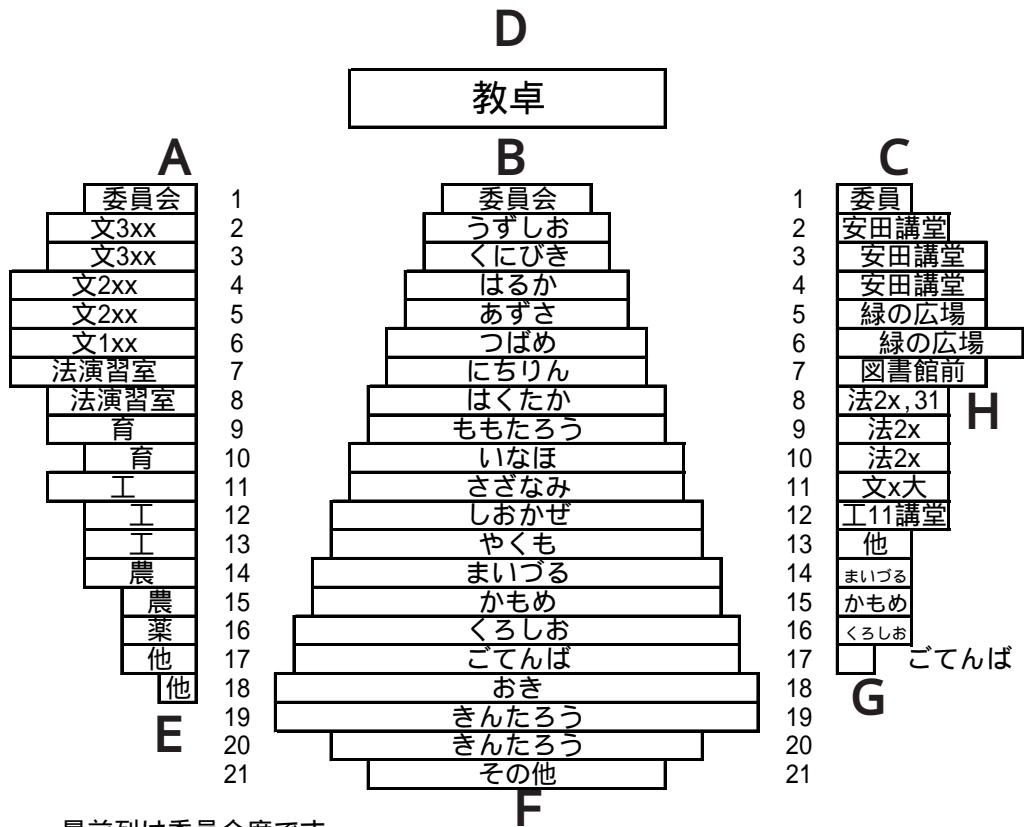 D
教卓
A B C
委員会 1 委員会 1 委員
文3xx 2 うずしお 2 安田講堂
文3xx 3 くにびき 3 安田講堂
文2xx 4 はるか 4 安田講堂
文2xx 5 あずさ 5 緑の広場
文1xx 6 つばめ 6 緑の広場
法演習室 7 にちりん 7 図書館前
法演習室 8 はくたか 8 法2x,31 H
育 9 ももたろう 9 法2x
育 10 いなほ 10 法2x
工 11 さざなみ 11 文x大
工 12 しおかぜ 12 工11講堂
工 13 やくも 13 他
農 14 まいづる 14 まいづる
農 15 かもめ 15 かもめ
薬 16 くろしお 16 くろしお
他 17 ごてんば 17 ごてんば
他 18 おき 18 G
E 19 きんたろう 19
20 きんたろう 20
21 その他 21
F
最前列は委員会席です